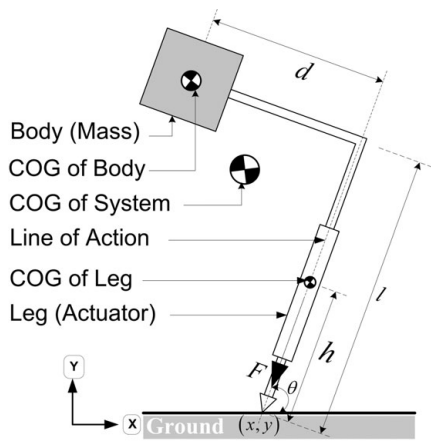 d
Body (Mass)
COG of Body
COG of System
Line of Action
COG of Leg
Leg (Actuator)
l
h
F
θ
Y
X
Ground (x, y)